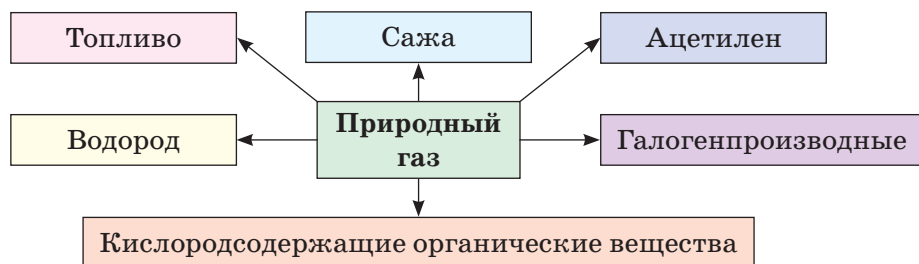 Топливо
Сажа
Ацетилен
Водород
Природный
газ
Галогенпроизводные
Кислородсодержащие органические вещества